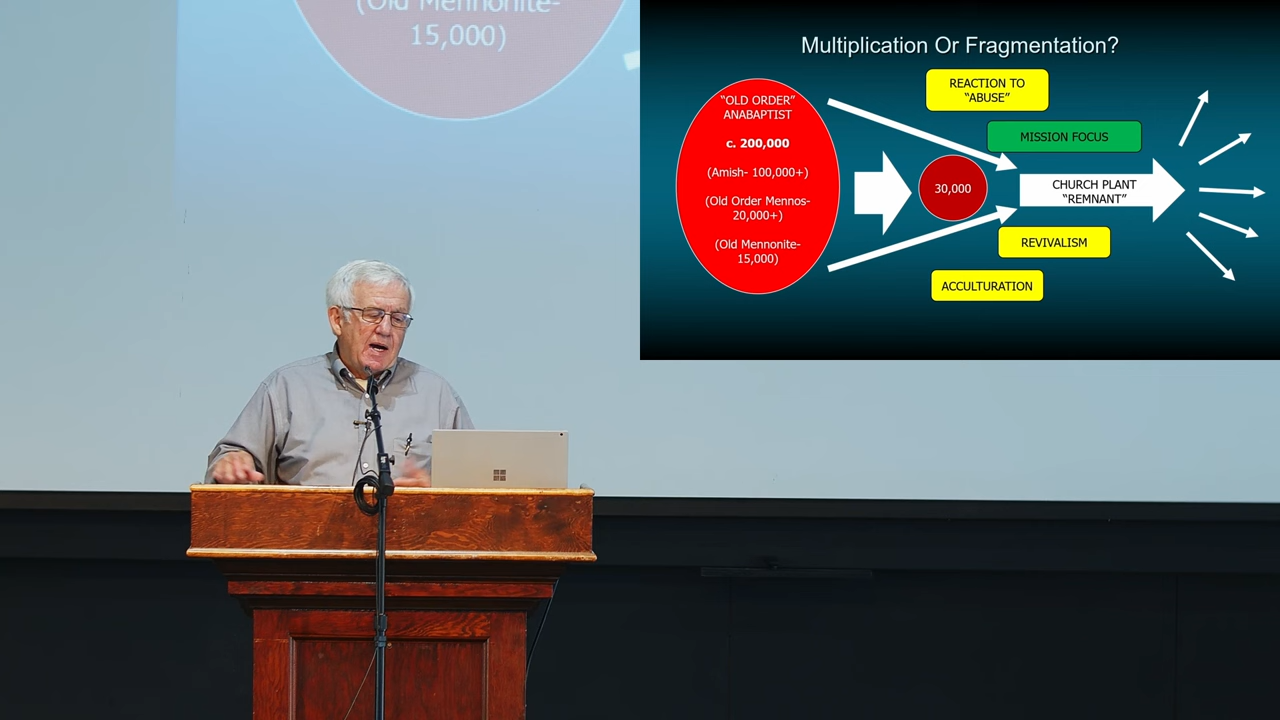 (Old Mennonite-
15,000)
Multiplication Or Fragmentation?
"OLD ORDER"
ANABAPTIST
c. 200,000
(Amish- 100,000+)
(Old Order Mennos-
20,000+)
(Old Mennonite-
15,000)
30,000
REACTION TO
"ABUSE"
MISSION FOCUS
CHURCH PLANT
"REMNANT"
REVIVALISM
ACCULTURATION